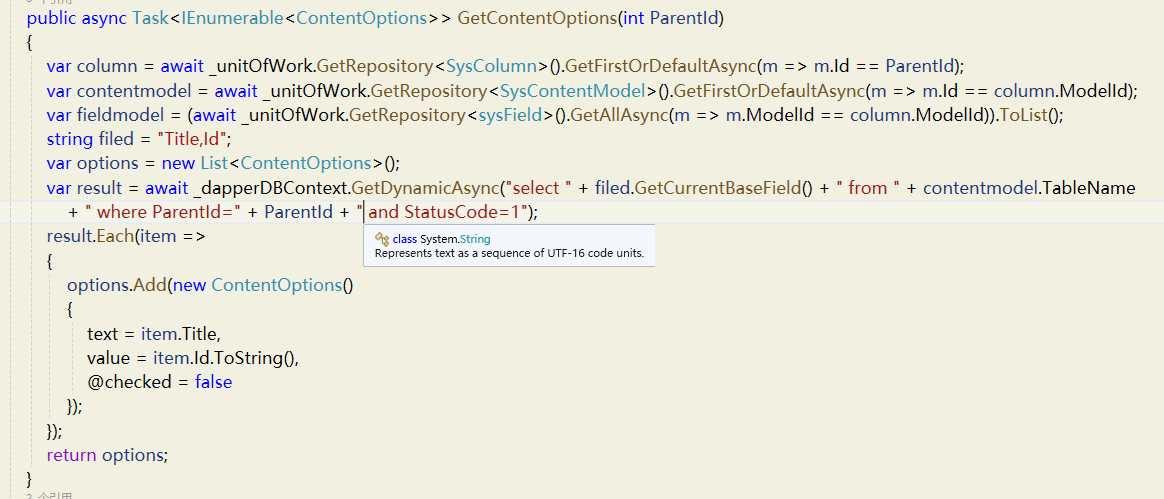 public async Task<IEnumerable<ContentOptions>> GetContentOptions(int ParentId)
{
var column = await _unitOfWork.GetRepository<SysColumn>().GetFirstOrDefaultAsync(m => m.Id == ParentId);
var contentmodel = await _unitOfWork.GetRepository<SysContentModel>().GetFirstOrDefaultAsync(m => m.Id == column.ModelId);
var fieldmodel = (await _unitOfWork.GetRepository<sysField>().GetAllAsync(m => m.ModelId == column.ModelId)).ToList();
string filed = "Title,Id";
var options = new List<ContentOptions>();
var result = await _dapperDBContext.GetDynamicAsync("select " + filed.GetCurrentBaseField() + " from " + contentmodel.TableName
+ " where ParentId=" + ParentId + " and StatusCode=1");
result.Each(item =>
class System.String
Represents text as a sequence of UTF-16 code units.
{
options.Add(new ContentOptions()
{
text = item.Title,
value = item.Id.ToString(),
@checked = false
});
});
return options;
}